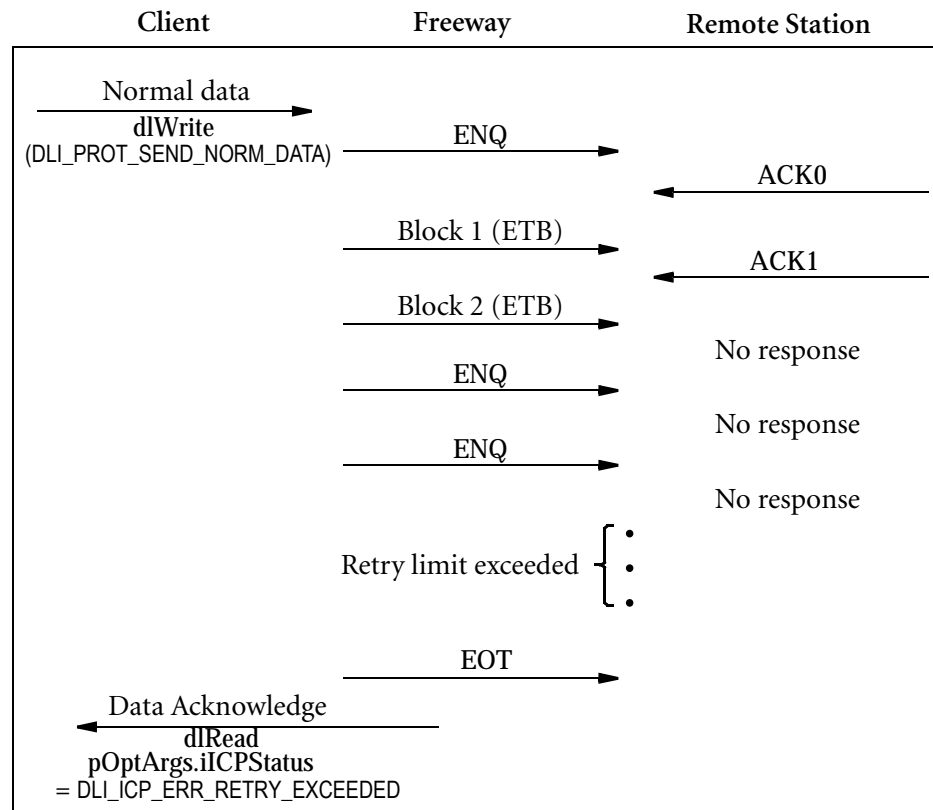 Client Freeway Remote Station
Normal data
dlWrite
(DLI_PROT_SEND_NORM_DATA)
ENQ
ACK0
Block 1 (ETB)
ACK1
Block 2 (ETB)
No response
ENQ
No response
ENQ
No response
Retry limit exceeded
EOT
Data Acknowledge
dlRead
pOptArgs.iICPStatus
= DLI_ICP_ERR_RETRY_EXCEEDED